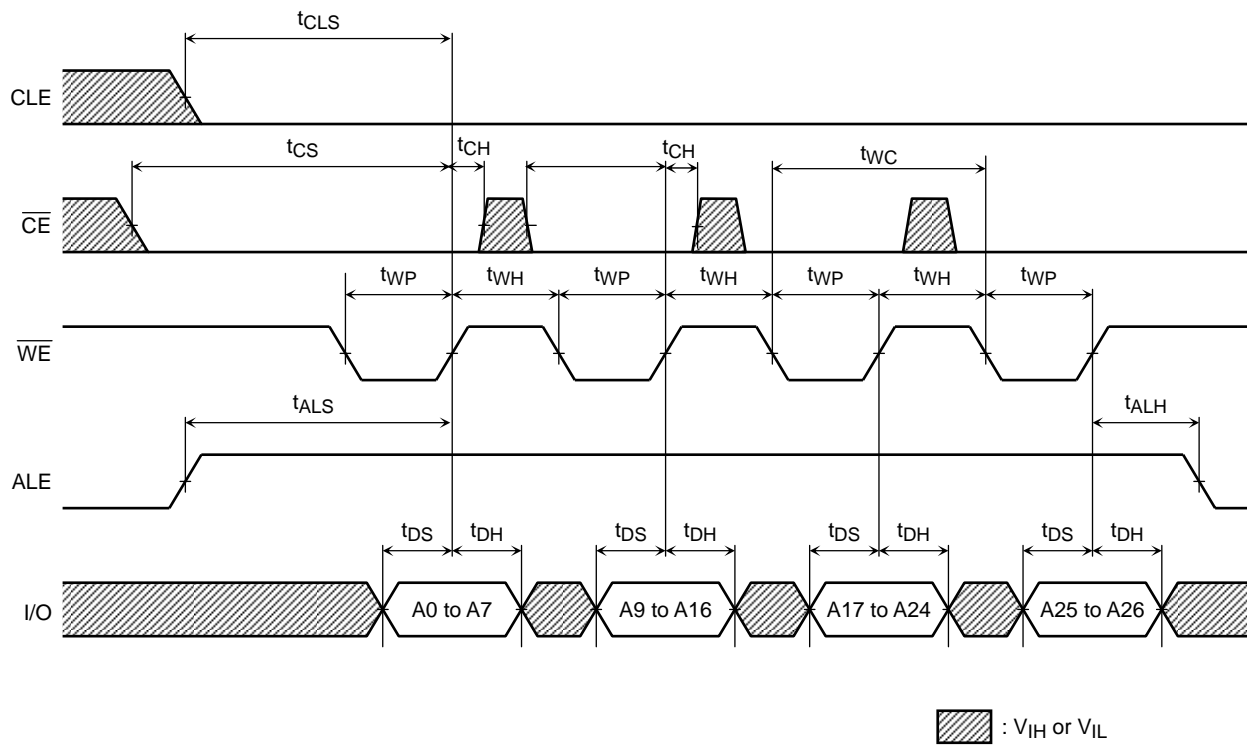 tCLS
CLE
tCS
tCH
tCH
tWC
CE
tWP
tWH
tWP
tWH
tWP
tWH
tWP
WE
tALS
tALH
ALE
tDS
tDH
tDS
tDH
tDS
tDH
tDS
tDH
I/O
A0 to A7
A9 to A16
A17 to A24
A25 to A26
: VIH or VIL